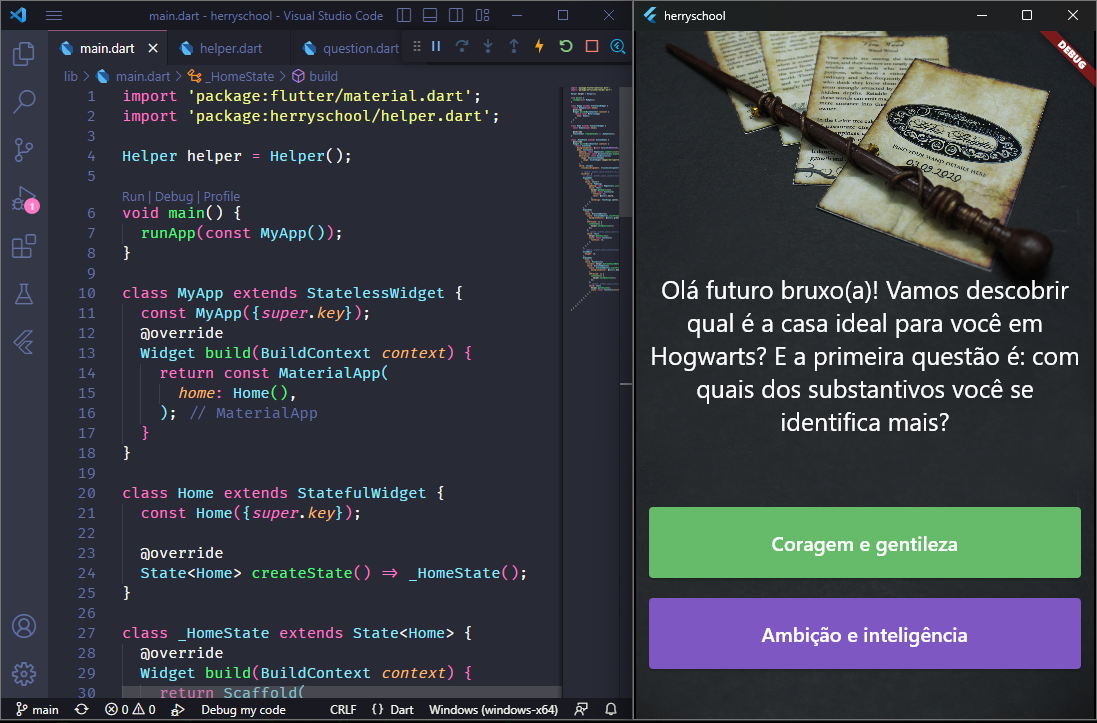 main.dart - herryschool - Visual Studio Code
main.dart
helper.dart
question.dart
lib > main.dart > _HomeState > build
1 import 'package:flutter/material.dart';
2 import 'package:herryschool/helper.dart';
3
4 Helper helper = Helper();
5
Run | Debug | Profile
6 void main() {
7 runApp(const MyApp());
8 }
9
10 class MyApp extends StatelessWidget {
11 const MyApp({super.key});
12 @override
13 Widget build(BuildContext context) {
14 return const MaterialApp(
15 home: Home(),
16 ); // MaterialApp
17 }
18 }
19
20 class Home extends StatefulWidget {
21 const Home({super.key});
22
23 @override
24 State<Home> createState() => _HomeState();
25 }
26
27 class _HomeState extends State<Home> {
28 @override
29 Widget build(BuildContext context) {
30 return Scaffold(
1
main 0 0 Debug my code CRLF {} Dart Windows (windows-x64)
herryschool
DEBUG
03.09.2020
Olá futuro bruxo(a)! Vamos descobrir
qual é a casa ideal para você em
Hogwarts? E a primeira questão é: com
quais dos substantivos você se
identifica mais?
Coragem e gentileza
Ambição e inteligência